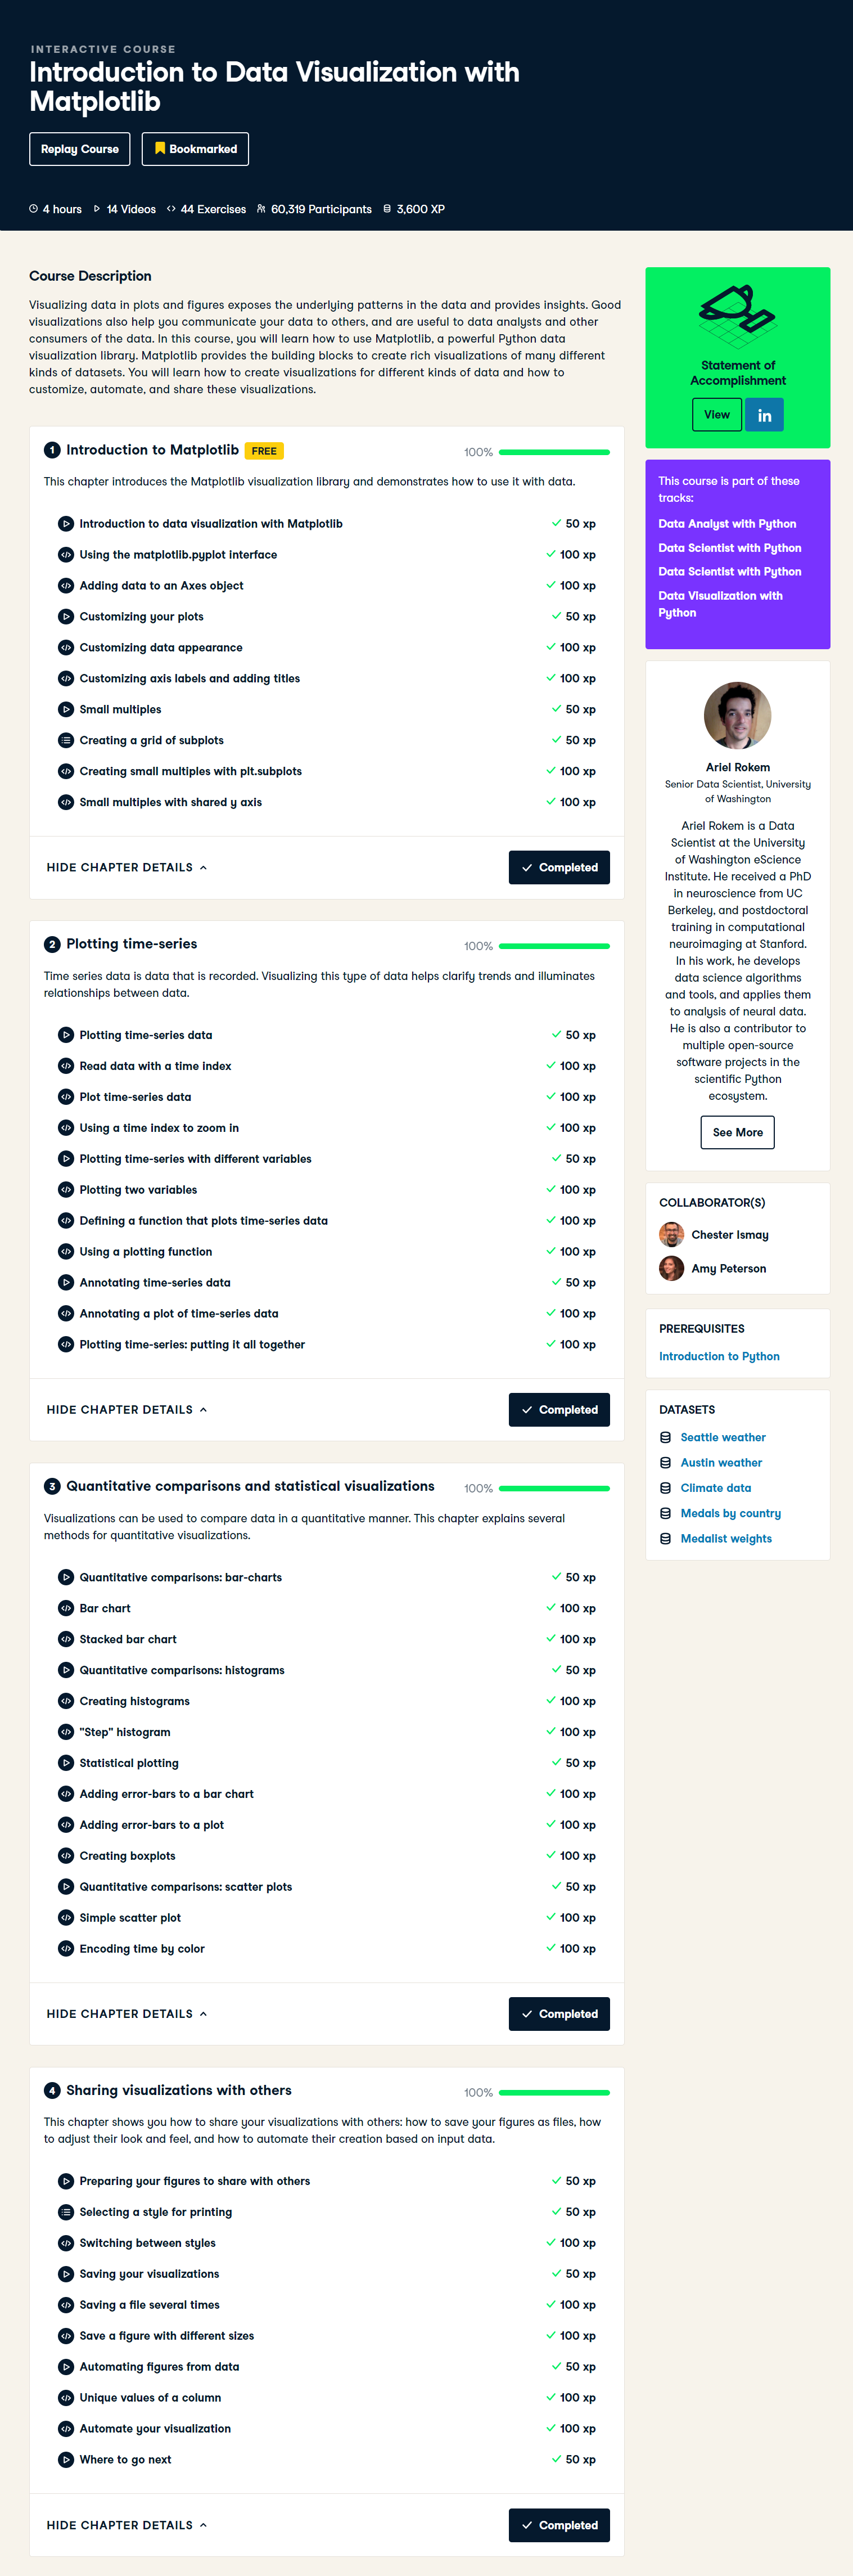 INTERACTIVE COURSE
Introduction to Data Visualization with
Matplotlib
Replay Course
Bookmarked
4 hours 14 Videos 44 Exercises 60,319 Participants 3,600 XP
Course Description
Visualizing data in plots and figures exposes the underlying patterns in the data and provides insights. Good
visualizations also help you communicate your data to others, and are useful to data analysts and other
consumers of the data. In this course, you will learn how to use Matplotlib, a powerful Python data
visualization library. Matplotlib provides the building blocks to create rich visualizations of many different
kinds of datasets. You will learn how to create visualizations for different kinds of data and how to
customize, automate, and share these visualizations.
1 Introduction to Matplotlib FREE 100%
This chapter introduces the Matplotlib visualization library and demonstrates how to use it with data.
Introduction to data visualization with Matplotlib 50 xp
Using the matplotlib.pyplot interface 100 xp
Adding data to an Axes object 100 xp
Customizing your plots 50 xp
Customizing data appearance 100 xp
Customizing axis labels and adding titles 100 xp
Small multiples 50 xp
Creating a grid of subplots 50 xp
Creating small multiples with plt.subplots 100 xp
Small multiples with shared y axis 100 xp
HIDE CHAPTER DETAILS Completed
2 Plotting time-series 100%
Time series data is data that is recorded. Visualizing this type of data helps clarify trends and illuminates
relationships between data.
Plotting time-series data 50 xp
Read data with a time index 100 xp
Plot time-series data 100 xp
Using a time index to zoom in 100 xp
Plotting time-series with different variables 50 xp
Plotting two variables 100 xp
Defining a function that plots time-series data 100 xp
Using a plotting function 100 xp
Annotating time-series data 50 xp
Annotating a plot of time-series data 100 xp
Plotting time-series: putting it all together 100 xp
HIDE CHAPTER DETAILS Completed
3 Quantitative comparisons and statistical visualizations 100%
Visualizations can be used to compare data in a quantitative manner. This chapter explains several
methods for quantitative visualizations.
Quantitative comparisons: bar-charts 50 xp
Bar chart 100 xp
Stacked bar chart 100 xp
Quantitative comparisons: histograms 50 xp
Creating histograms 100 xp
"Step" histogram 100 xp
Statistical plotting 50 xp
Adding error-bars to a bar chart 100 xp
Adding error-bars to a plot 100 xp
Creating boxplots 100 xp
Quantitative comparisons: scatter plots 50 xp
Simple scatter plot 100 xp
Encoding time by color 100 xp
HIDE CHAPTER DETAILS Completed
4 Sharing visualizations with others 100%
This chapter shows you how to share your visualizations with others: how to save your figures as files, how
to adjust their look and feel, and how to automate their creation based on input data.
Preparing your figures to share with others 50 xp
Selecting a style for printing 50 xp
Switching between styles 100 xp
Saving your visualizations 50 xp
Saving a file several times 100 xp
Save a figure with different sizes 100 xp
Automating figures from data 50 xp
Unique values of a column 100 xp
Automate your visualization 100 xp
Where to go next 50 xp
HIDE CHAPTER DETAILS Completed
Statement of
Accomplishment
View in
This course is part of these
tracks:
Data Analyst with Python
Data Scientist with Python
Data Scientist with Python
Data Visualization with
Python
Ariel Rokem
Senior Data Scientist, University
of Washington
Ariel Rokem is a Data
Scientist at the University
of Washington eScience
Institute. He received a PhD
in neuroscience from UC
Berkeley, and postdoctoral
training in computational
neuroimaging at Stanford.
In his work, he develops
data science algorithms
and tools, and applies them
to analysis of neural data.
He is also a contributor to
multiple open-source
software projects in the
scientific Python
ecosystem.
See More
COLLABORATOR(S)
Chester Ismay
Amy Peterson
PREREQUISITES
Introduction to Python
DATASETS
Seattle weather
Austin weather
Climate data
Medals by country
Medalist weights